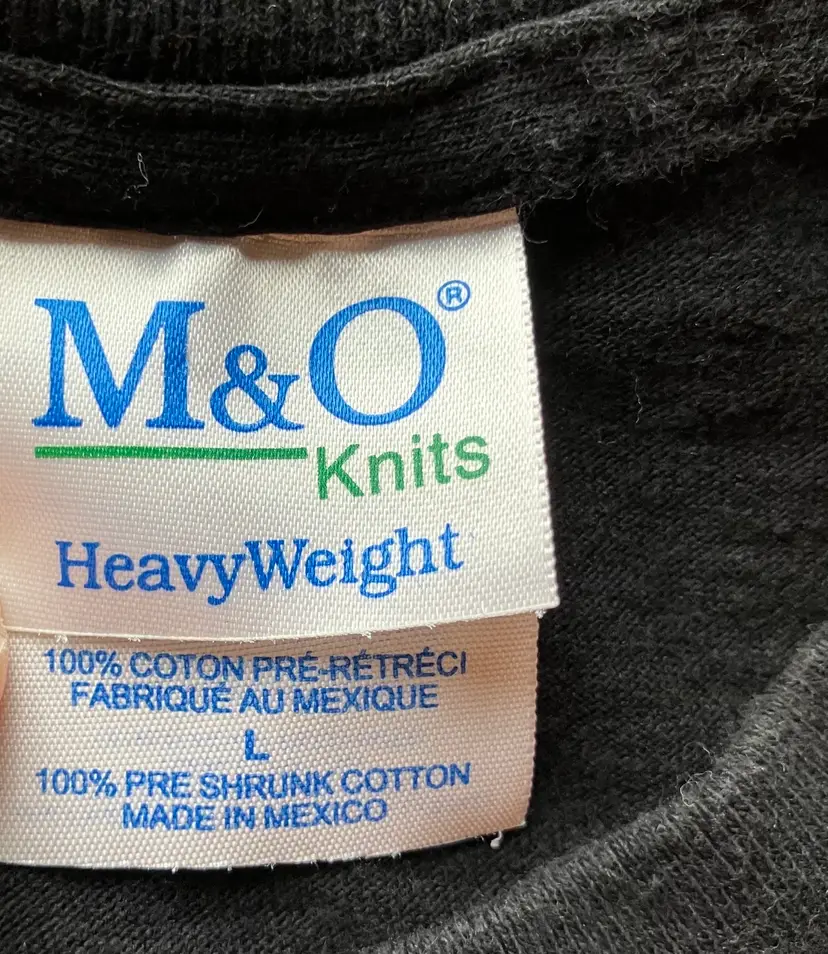 M&O®
Knits
HeavyWeight
100% COTON PRÉ-RÉTRÉCI
FABRIQUÉ AU MEXIQUE
L
100% PRE SHRUNK COTTON
MADE IN MEXICO